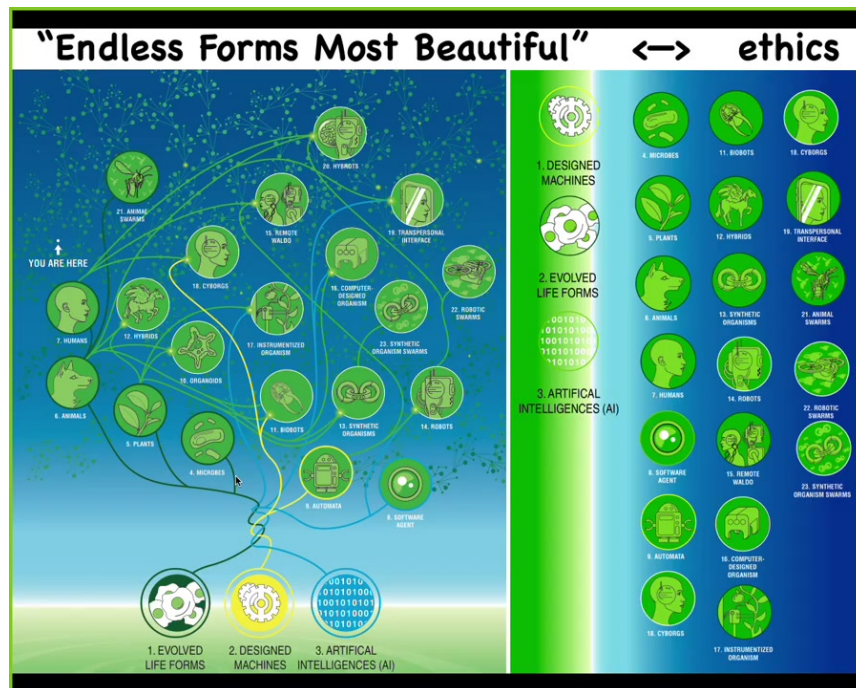 “Endless Forms Most Beautiful” <--> ethics
20. HYBROTS
21. ANIMAL
SWARMS
15. REMOTE
WALDO
19. TRANSPERSONAL
INTERFACE
YOU ARE HERE
18. CYBORGS
16. COMPUTER-
DESIGNED
ORGANISM
22. ROBOTIC
SWARMS
7. HUMANS
12. HYBRIDS
17. INSTRUMENTIZED
ORGANISM
23. SYNTHETIC
ORGANISM SWARMS
10. ORGANOIDS
6. ANIMALS
5. PLANTS
11. BIOBOTS
13. SYNTHETIC
ORGANISMS
14. ROBOTS
4. MICROBES
9. AUTOMATA
8. SOFTWARE
AGENT
1. EVOLVED
LIFE FORMS
2. DESIGNED
MACHINES
3. ARTIFICAL
INTELLIGENCES (AI)
1. DESIGNED
MACHINES
2. EVOLVED
LIFE FORMS
3. ARTIFICAL
INTELLIGENCES (AI)
4. MICROBES
5. PLANTS
6. ANIMALS
7. HUMANS
8. SOFTWARE
AGENT
9. AUTOMATA
18. CYBORGS
11. BIOBOTS
12. HYBRIDS
13. SYNTHETIC
ORGANISMS
14. ROBOTS
15. REMOTE
WALDO
16. COMPUTER-
DESIGNED
ORGANISM
17. INSTRUMENTIZED
ORGANISM
18. CYBORGS
19. TRANSPERSONAL
INTERFACE
21. ANIMAL
SWARMS
22. ROBOTIC
SWARMS
23. SYNTHETIC
ORGANISM SWARMS